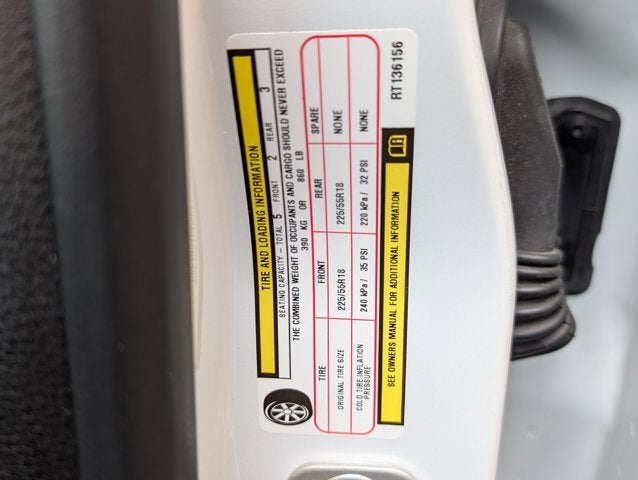 TIRE AND LOADING INFORMATION
SEATING CAPACITY - TOTAL 5 FRONT 2 REAR 3
THE COMBINED WEIGHT OF OCCUPANTS AND CARGO SHOULD NEVER EXCEED
390 KG OR 860 LB
TIRE FRONT REAR SPARE
ORIGINAL TIRE SIZE 225/55R18 225/55R18 NONE
COLD TIRE INFLATION
PRESSURE 240 kPa/ 35 PSI 220 kPa/ 32 PSI NONE
SEE OWNERS MANUAL FOR ADDITIONAL INFORMATION
RT136156